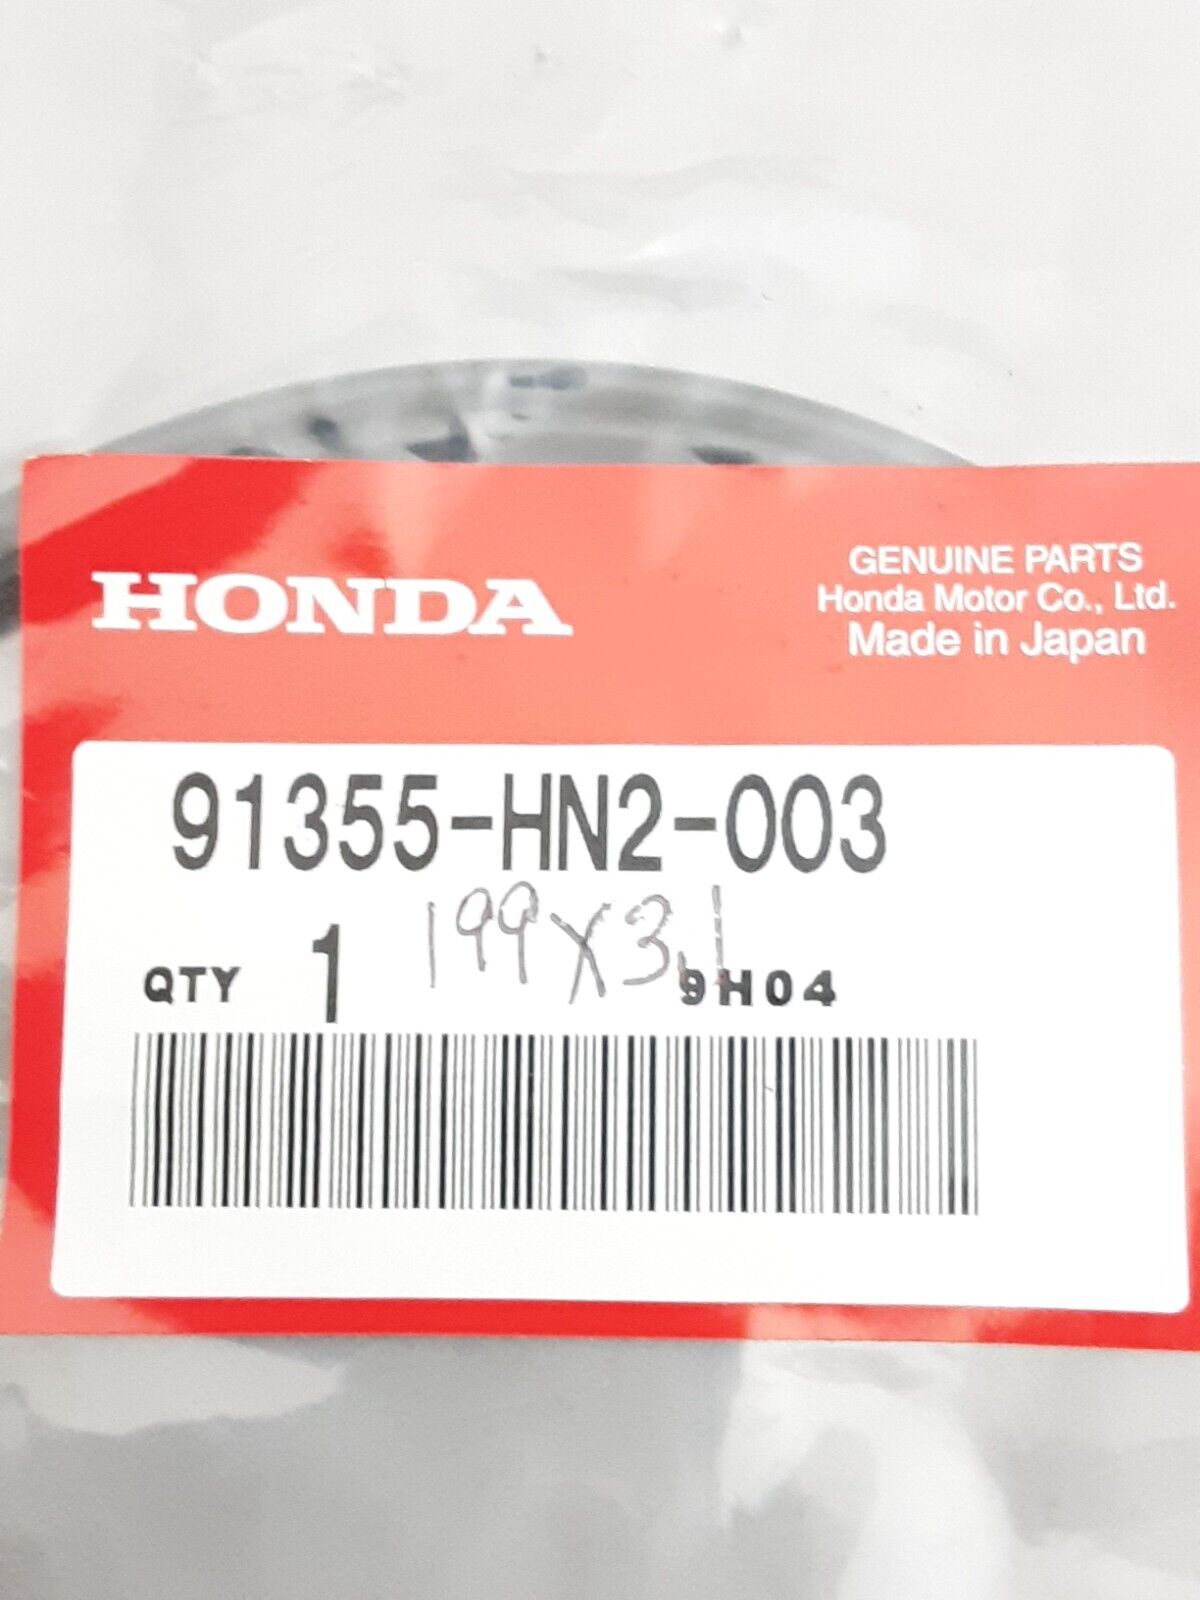 HONDA
GENUINE PARTS
Honda Motor Co., Ltd.
Made in Japan
91355-HN2-003
199X3.1
QTY 1 9H04